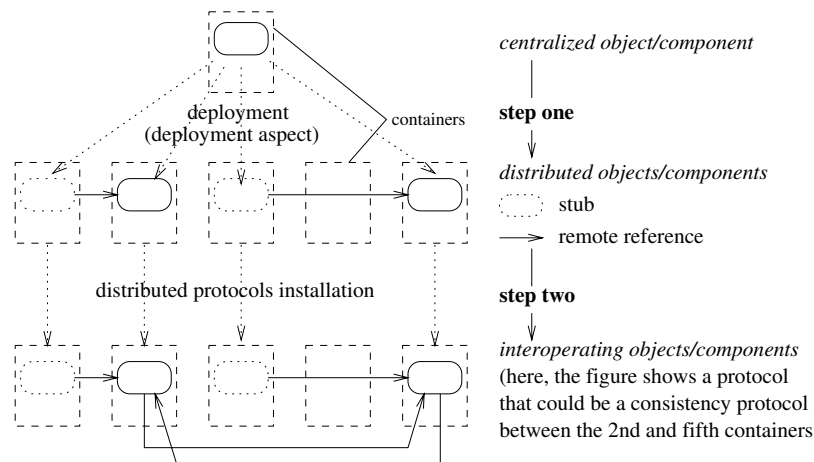 centralized object/component
deployment
(deployment aspect)
containers
step one
distributed objects/components
stub
remote reference
distributed protocols installation
step two
interoperating objects/components
(here, the figure shows a protocol
that could be a consistency protocol
between the 2nd and fifth containers